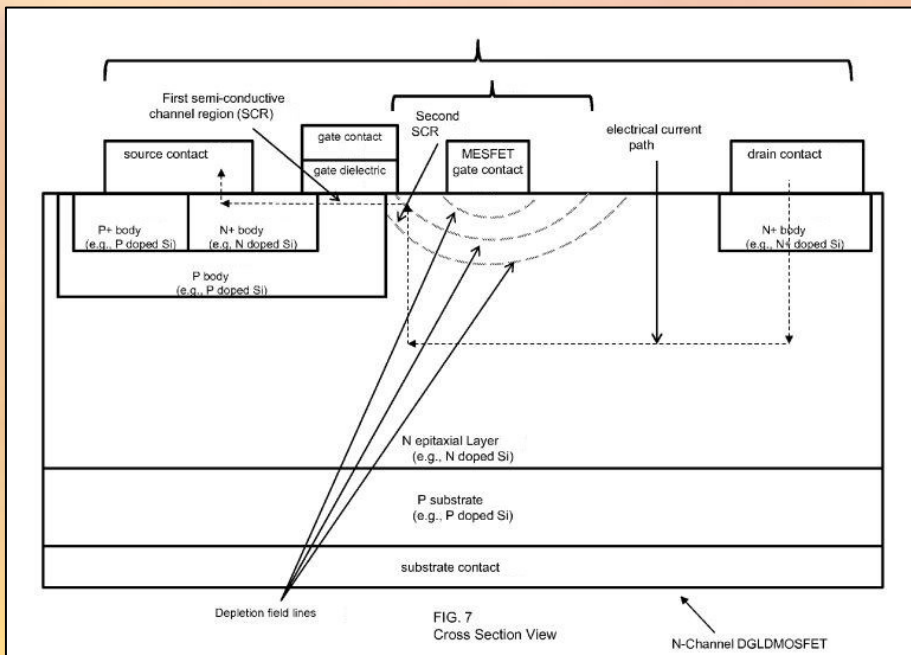 First semi-conductive
channel region (SCR)
Second
SCR
electrical current
path
source contact
gate contact
gate dielectric
MESFET
gate contact
drain contact
P+ body
(e.g., P doped Si)
N+ body
(e.g, N doped Si)
N+ body
(e.g., N+ doped Si)
P body
(e.g., P doped Si)
N epitaxial Layer
(e.g., N doped Si)
P substrate
(e.g., P doped Si)
substrate contact
Depletion field lines
FIG. 7
Cross Section View
N-Channel DGLDMOSFET